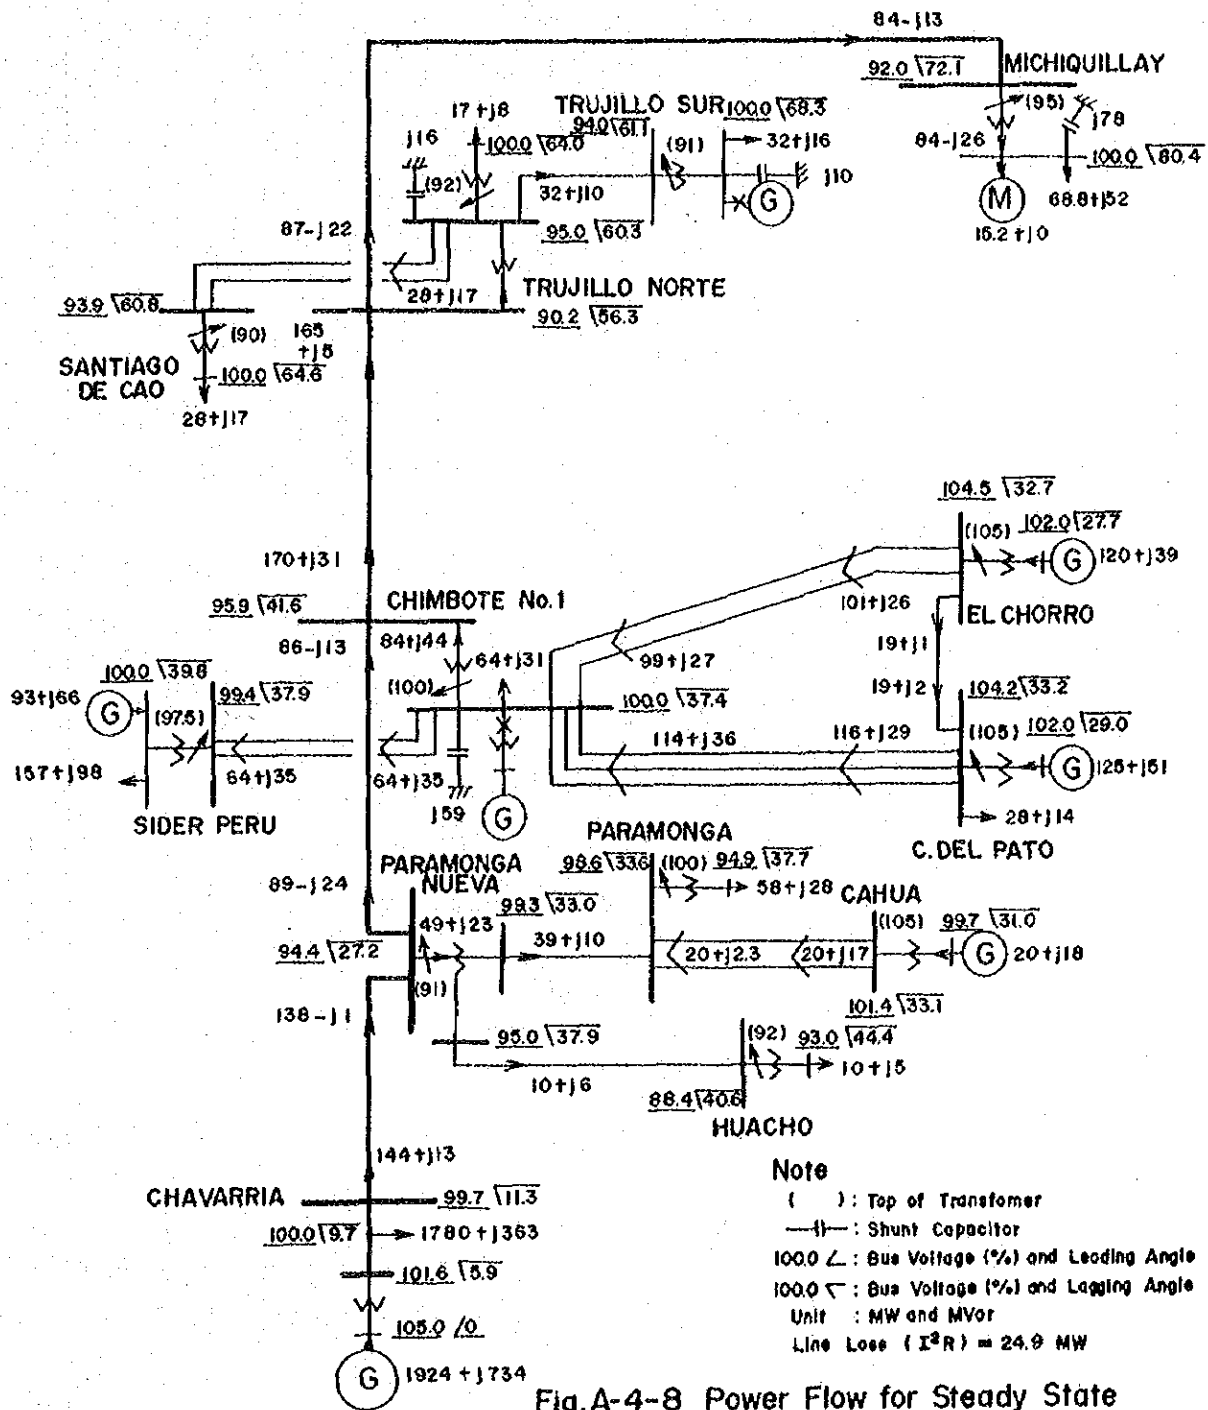 84-j13
92.0 72.1
MICHIQUILLAY
(95)
j78
84-j26
100.0 80.4
M
68.8+j52
15.2+j0
17+j8
TRUJILLO SUR
100.0 68.3
94.0 61.1
j16
100.0 64.0
(91)
32+j16
(92)
32+j10
j10
G
95.0 60.3
87-j22
28+j17
TRUJILLO NORTE
93.9 60.8
90.2 56.3
165
+j5
(90)
SANTIAGO
DE CAO
100.0 64.6
28+j17
104.5 32.7
(105)
102.0 27.7
G
120+j39
170+j31
101+j26
EL CHORRO
95.9 41.6
CHIMBOTE No.1
86-j13
84+j44
64+j31
99+j27
19+j1
19+j2
100.0 39.8
99.4 37.9
(100)
100.0 37.4
104.2 33.2
93+j66
G
(97.5)
114+j36
116+j29
(105)
102.0 29.0
G
125+j51
157+j98
64+j35
64+j35
j59
G
28+j14
SIDER PERU
C. DEL PATO
PARAMONGA
PARAMONGA
NUEVA
98.6 33.6
(100)
94.9 37.7
58+j28
89-j24
99.3 33.0
CAHUA
49+j23
39+j10
(105)
99.7 31.0
94.4 27.2
20+j2.3
20+j17
G
20+j18
(91)
138-j1
101.4 33.1
95.0 37.9
(92)
93.0 44.4
10+j6
10+j5
88.4 40.6
HUACHO
144+j13
CHAVARRIA
99.7 11.3
100.0 9.7
1780+j363
101.6 5.9
105.0 /0
G
1924+j734
Note
( ) : Top of Transfomer
: Shunt Capacitor
100.0 ∠ : Bus Voltage (%) and Leading Angle
100.0 : Bus Voltage (%) and Lagging Angle
Unit : MW and MVar
Line Loss (I²R) = 24.9 MW
Fig. A-4-8 Power Flow for Steady State